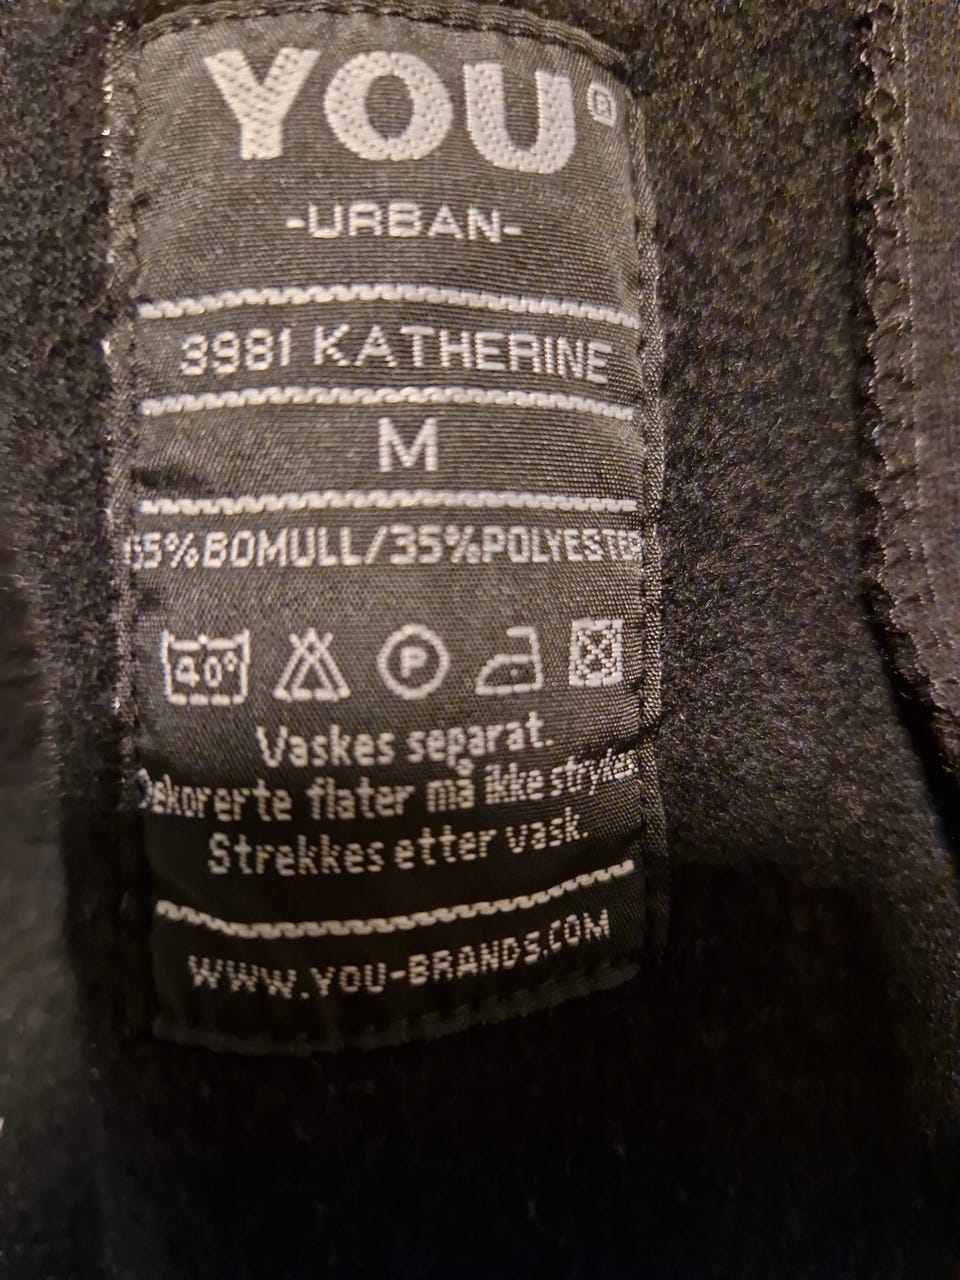 YOU®
-URBAN-
3981 KATHERINE
M
65%BOMULL/35%POLYESTER
40°
P
Vaskes separat.
Dekorerte flater må ikke strykes
Strekkes etter vask.
WWW.YOU-BRANDS.COM